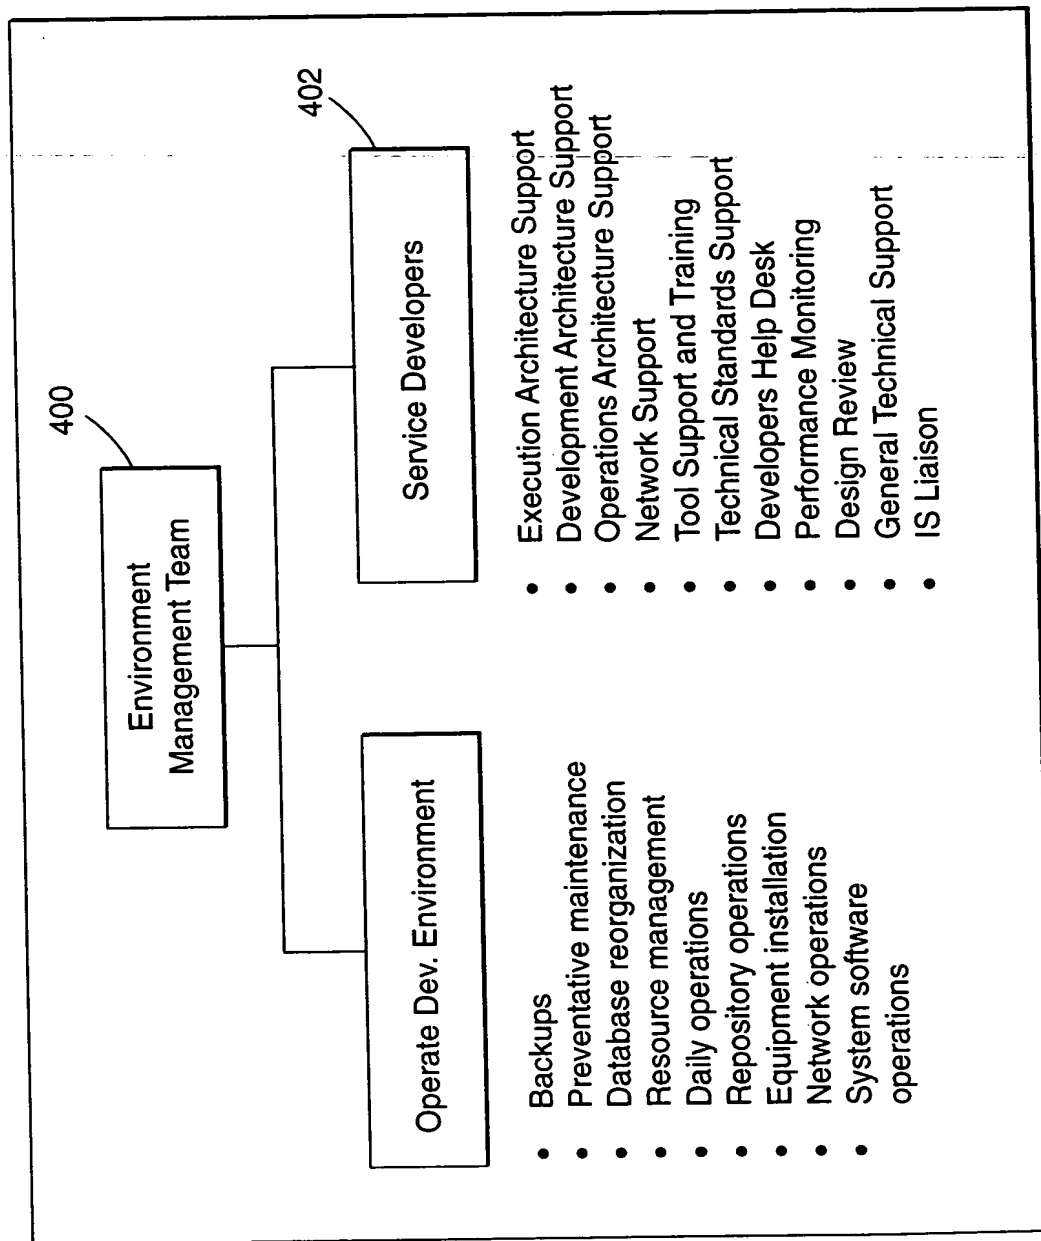 400
Environment
Management Team
402
Operate Dev. Environment
• Backups
• Preventative maintenance
• Database reorganization
• Resource management
• Daily operations
• Repository operations
• Equipment installation
• Network operations
• System software
operations
Service Developers
• Execution Architecture Support
• Development Architecture Support
• Operations Architecture Support
• Network Support
• Tool Support and Training
• Technical Standards Support
• Developers Help Desk
• Performance Monitoring
• Design Review
• General Technical Support
• IS Liaison